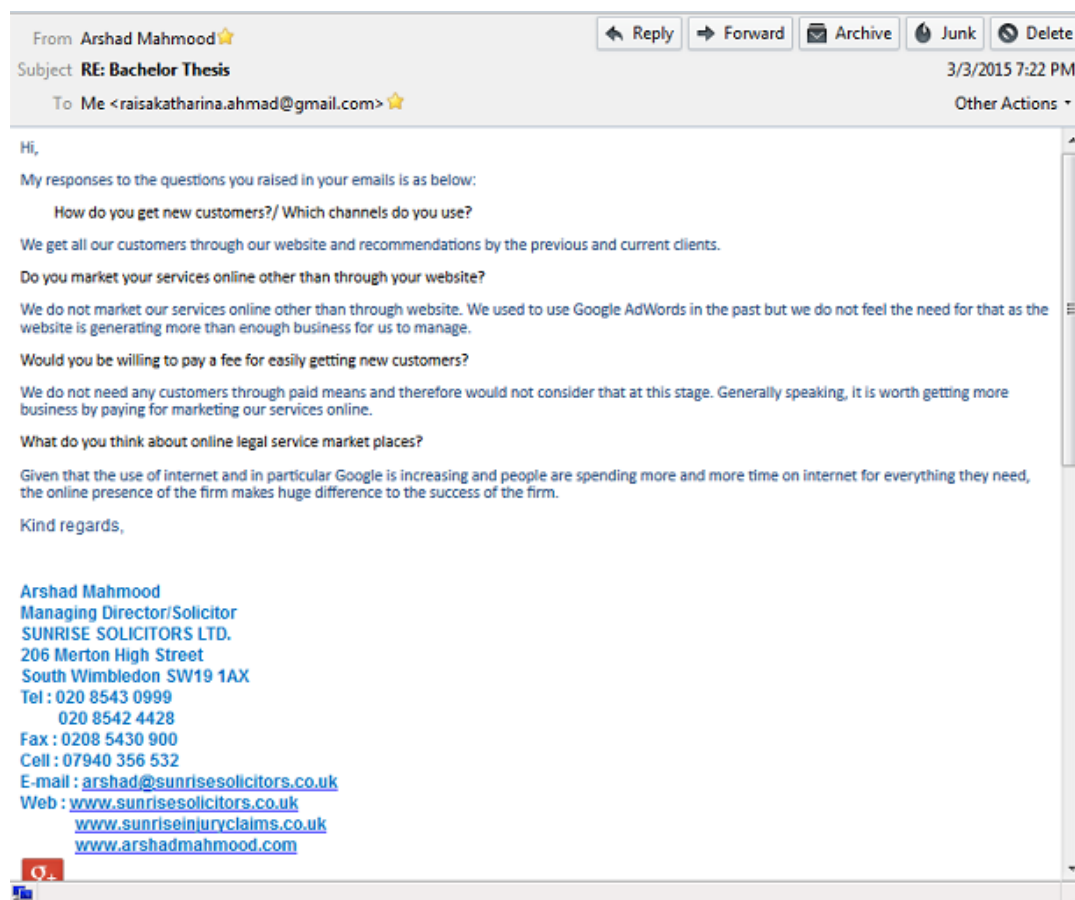 From Arshad Mahmood
Reply Forward Archive Junk Delete
Subject RE: Bachelor Thesis 3/3/2015 7:22 PM
To Me <raisakatharina.ahmad@gmail.com> Other Actions
Hi,
My responses to the questions you raised in your emails is as below:
How do you get new customers?/ Which channels do you use?
We get all our customers through our website and recommendations by the previous and current clients.
Do you market your services online other than through your website?
We do not market our services online other than through website. We used to use Google AdWords in the past but we do not feel the need for that as the
website is generating more than enough business for us to manage.
Would you be willing to pay a fee for easily getting new customers?
We do not need any customers through paid means and therefore would not consider that at this stage. Generally speaking, it is worth getting more
business by paying for marketing our services online.
What do you think about online legal service market places?
Given that the use of internet and in particular Google is increasing and people are spending more and more time on internet for everything they need,
the online presence of the firm makes huge difference to the success of the firm.
Kind regards,
Arshad Mahmood
Managing Director/Solicitor
SUNRISE SOLICITORS LTD.
206 Merton High Street
South Wimbledon SW19 1AX
Tel : 020 8543 0999
020 8542 4428
Fax : 0208 5430 900
Cell : 07940 356 532
E-mail : arshad@sunrisesolicitors.co.uk
Web : www.sunrisesolicitors.co.uk
www.sunriseinjuryclaims.co.uk
www.arshadmahmood.com
g+